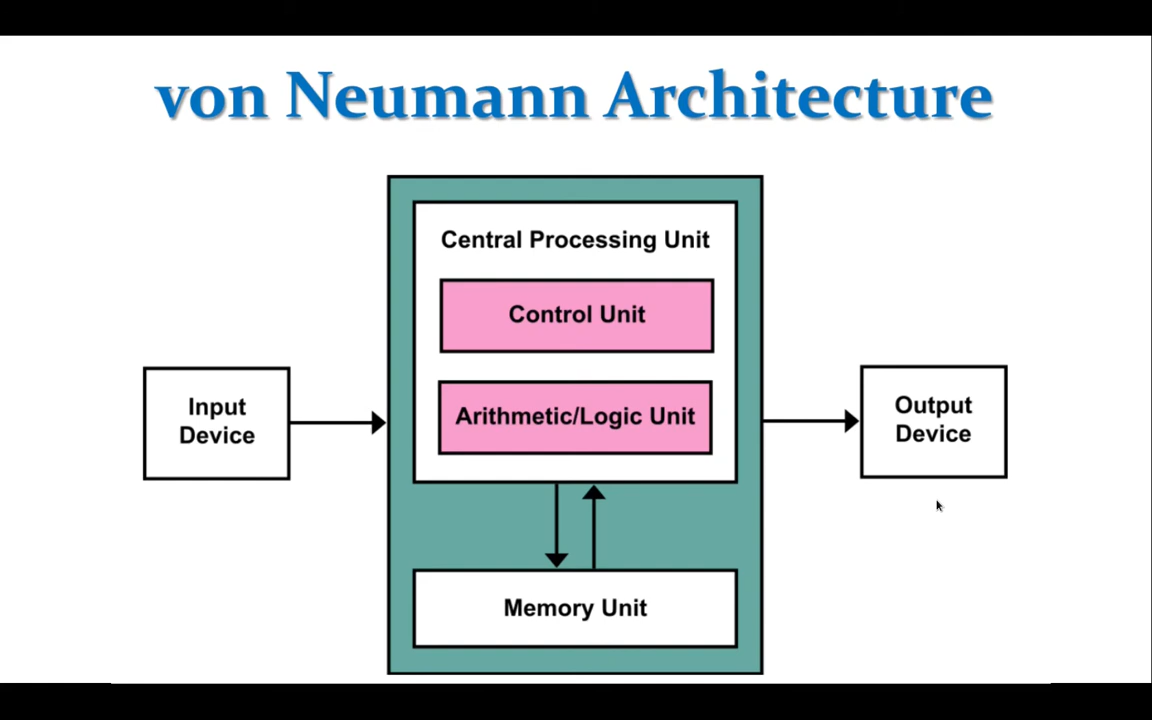 von Neumann Architecture
Central Processing Unit
Control Unit
Arithmetic/Logic Unit
Input
Device
Output
Device
Memory Unit